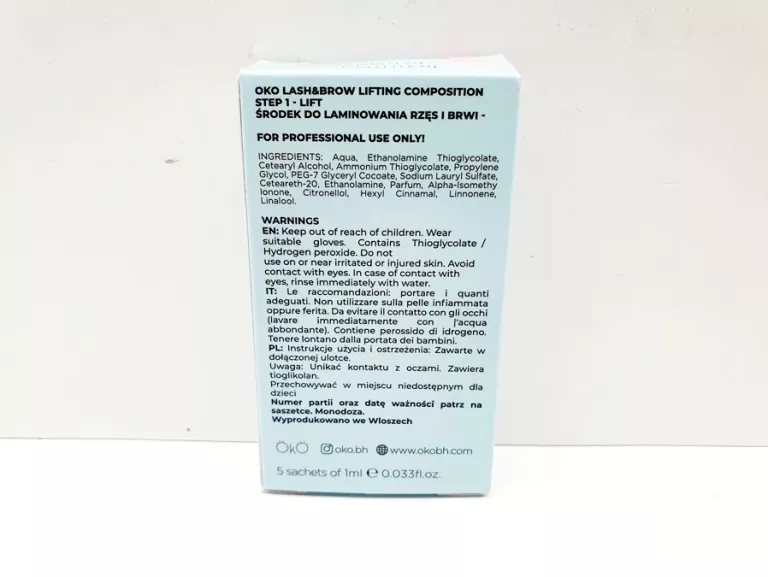 OKO LASH&BROW LIFTING COMPOSITION
STEP 1 - LIFT
ŚRODEK DO LAMINOWANIA RZĘS I BRWI -
FOR PROFESSIONAL USE ONLY!
INGREDIENTS: Aqua, Ethanolamine Thioglycolate,
Cetearyl Alcohol, Ammonium Thioglycolate, Propylene
Glycol, PEG-7 Glyceryl Cocoate, Sodium Lauryl Sulfate,
Ceteareth-20, Ethanolamine, Parfum, Alpha-Isomethy
Ionone, Citronellol, Hexyl Cinnamal, Linnonene,
Linalool.
WARNINGS
EN: Keep out of reach of children. Wear
suitable gloves. Contains Thioglycolate /
Hydrogen peroxide. Do not
use on or near irritated or injured skin. Avoid
contact with eyes. In case of contact with
eyes, rinse immediately with water.
IT: Le raccomandazioni: portare i quanti
adeguati. Non utilizzare sulla pelle infiammata
oppure ferita. Da evitare il contatto con gli occhi
(lavare immediatamente con j'acqua
abbondante). Contiene perossido di idrogeno.
Tenere lontano dalla portata dei bambini.
PL: Instrukcje użycia i ostrzeżenia: Zawarte w
dołączonej ulotce.
Uwaga: Unikać kontaktu z oczami. Zawiera
tioglikolan.
Przechowywać w miejscu niedostępnym dla
dzieci
Numer partii oraz datę ważności patrz na
saszetce. Monodoza.
Wyprodukowano we Wloszech
ÖKÖ oko.bh www.okobh.com
5 sachets of 1ml ℮ 0.033fl.oz.